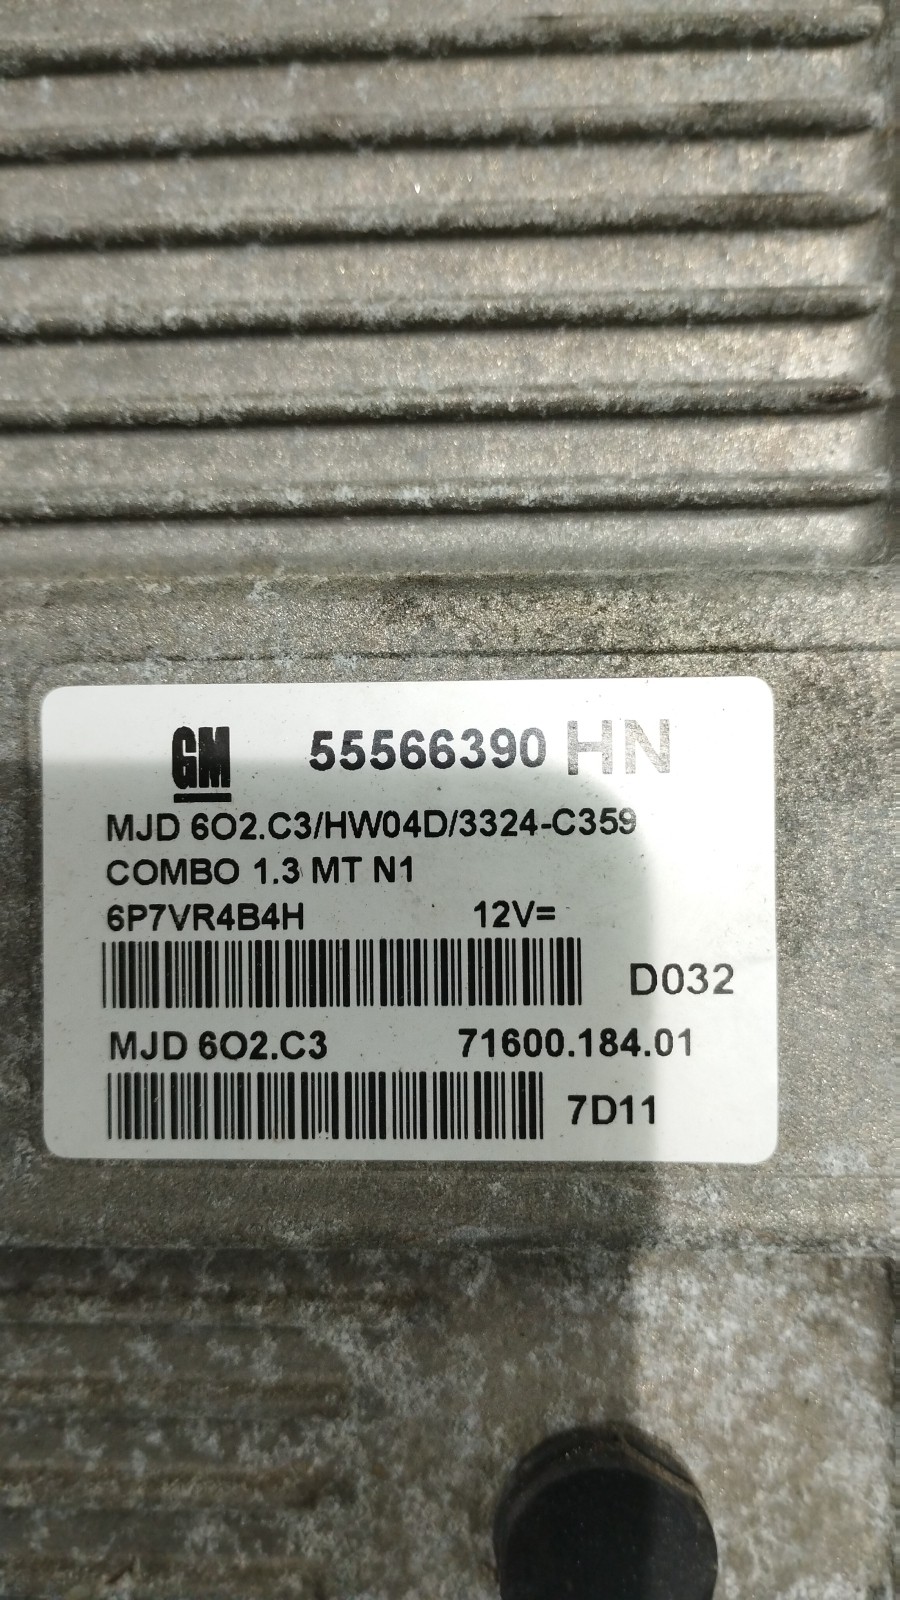 GM 55566390 HN
MJD 6O2.C3/HW04D/3324-C359
COMBO 1.3 MT N1
6P7VR4B4H 12V=
D032
MJD 6O2.C3 71600.184.01
7D11